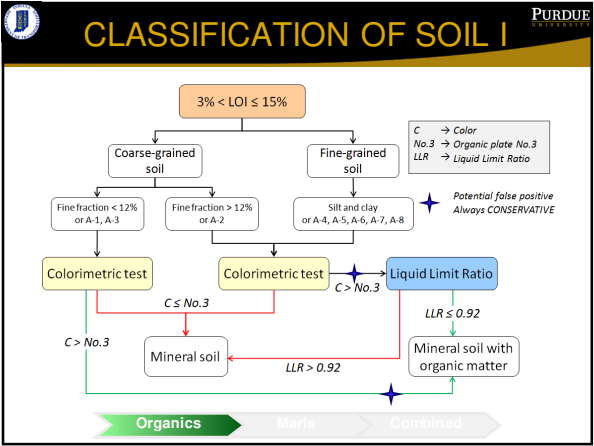 CLASSIFICATION OF SOIL I
PURDUE
UNIVERSITY
3% < LOI ≤ 15%
C → Color
No.3 → Organic plate No.3
LLR → Liquid Limit Ratio
Coarse-grained
soil
Fine-grained
soil
Fine fraction < 12%
or A-1, A-3
Fine fraction > 12%
or A-2
Silt and clay
or A-4, A-5, A-6, A-7, A-8
Potential false positive
Always CONSERVATIVE
Colorimetric test
Colorimetric test
Liquid Limit Ratio
C > No.3
C ≤ No.3
LLR ≤ 0.92
C > No.3
Mineral soil
LLR > 0.92
Mineral soil with
organic matter
Organics
Marls
Combined